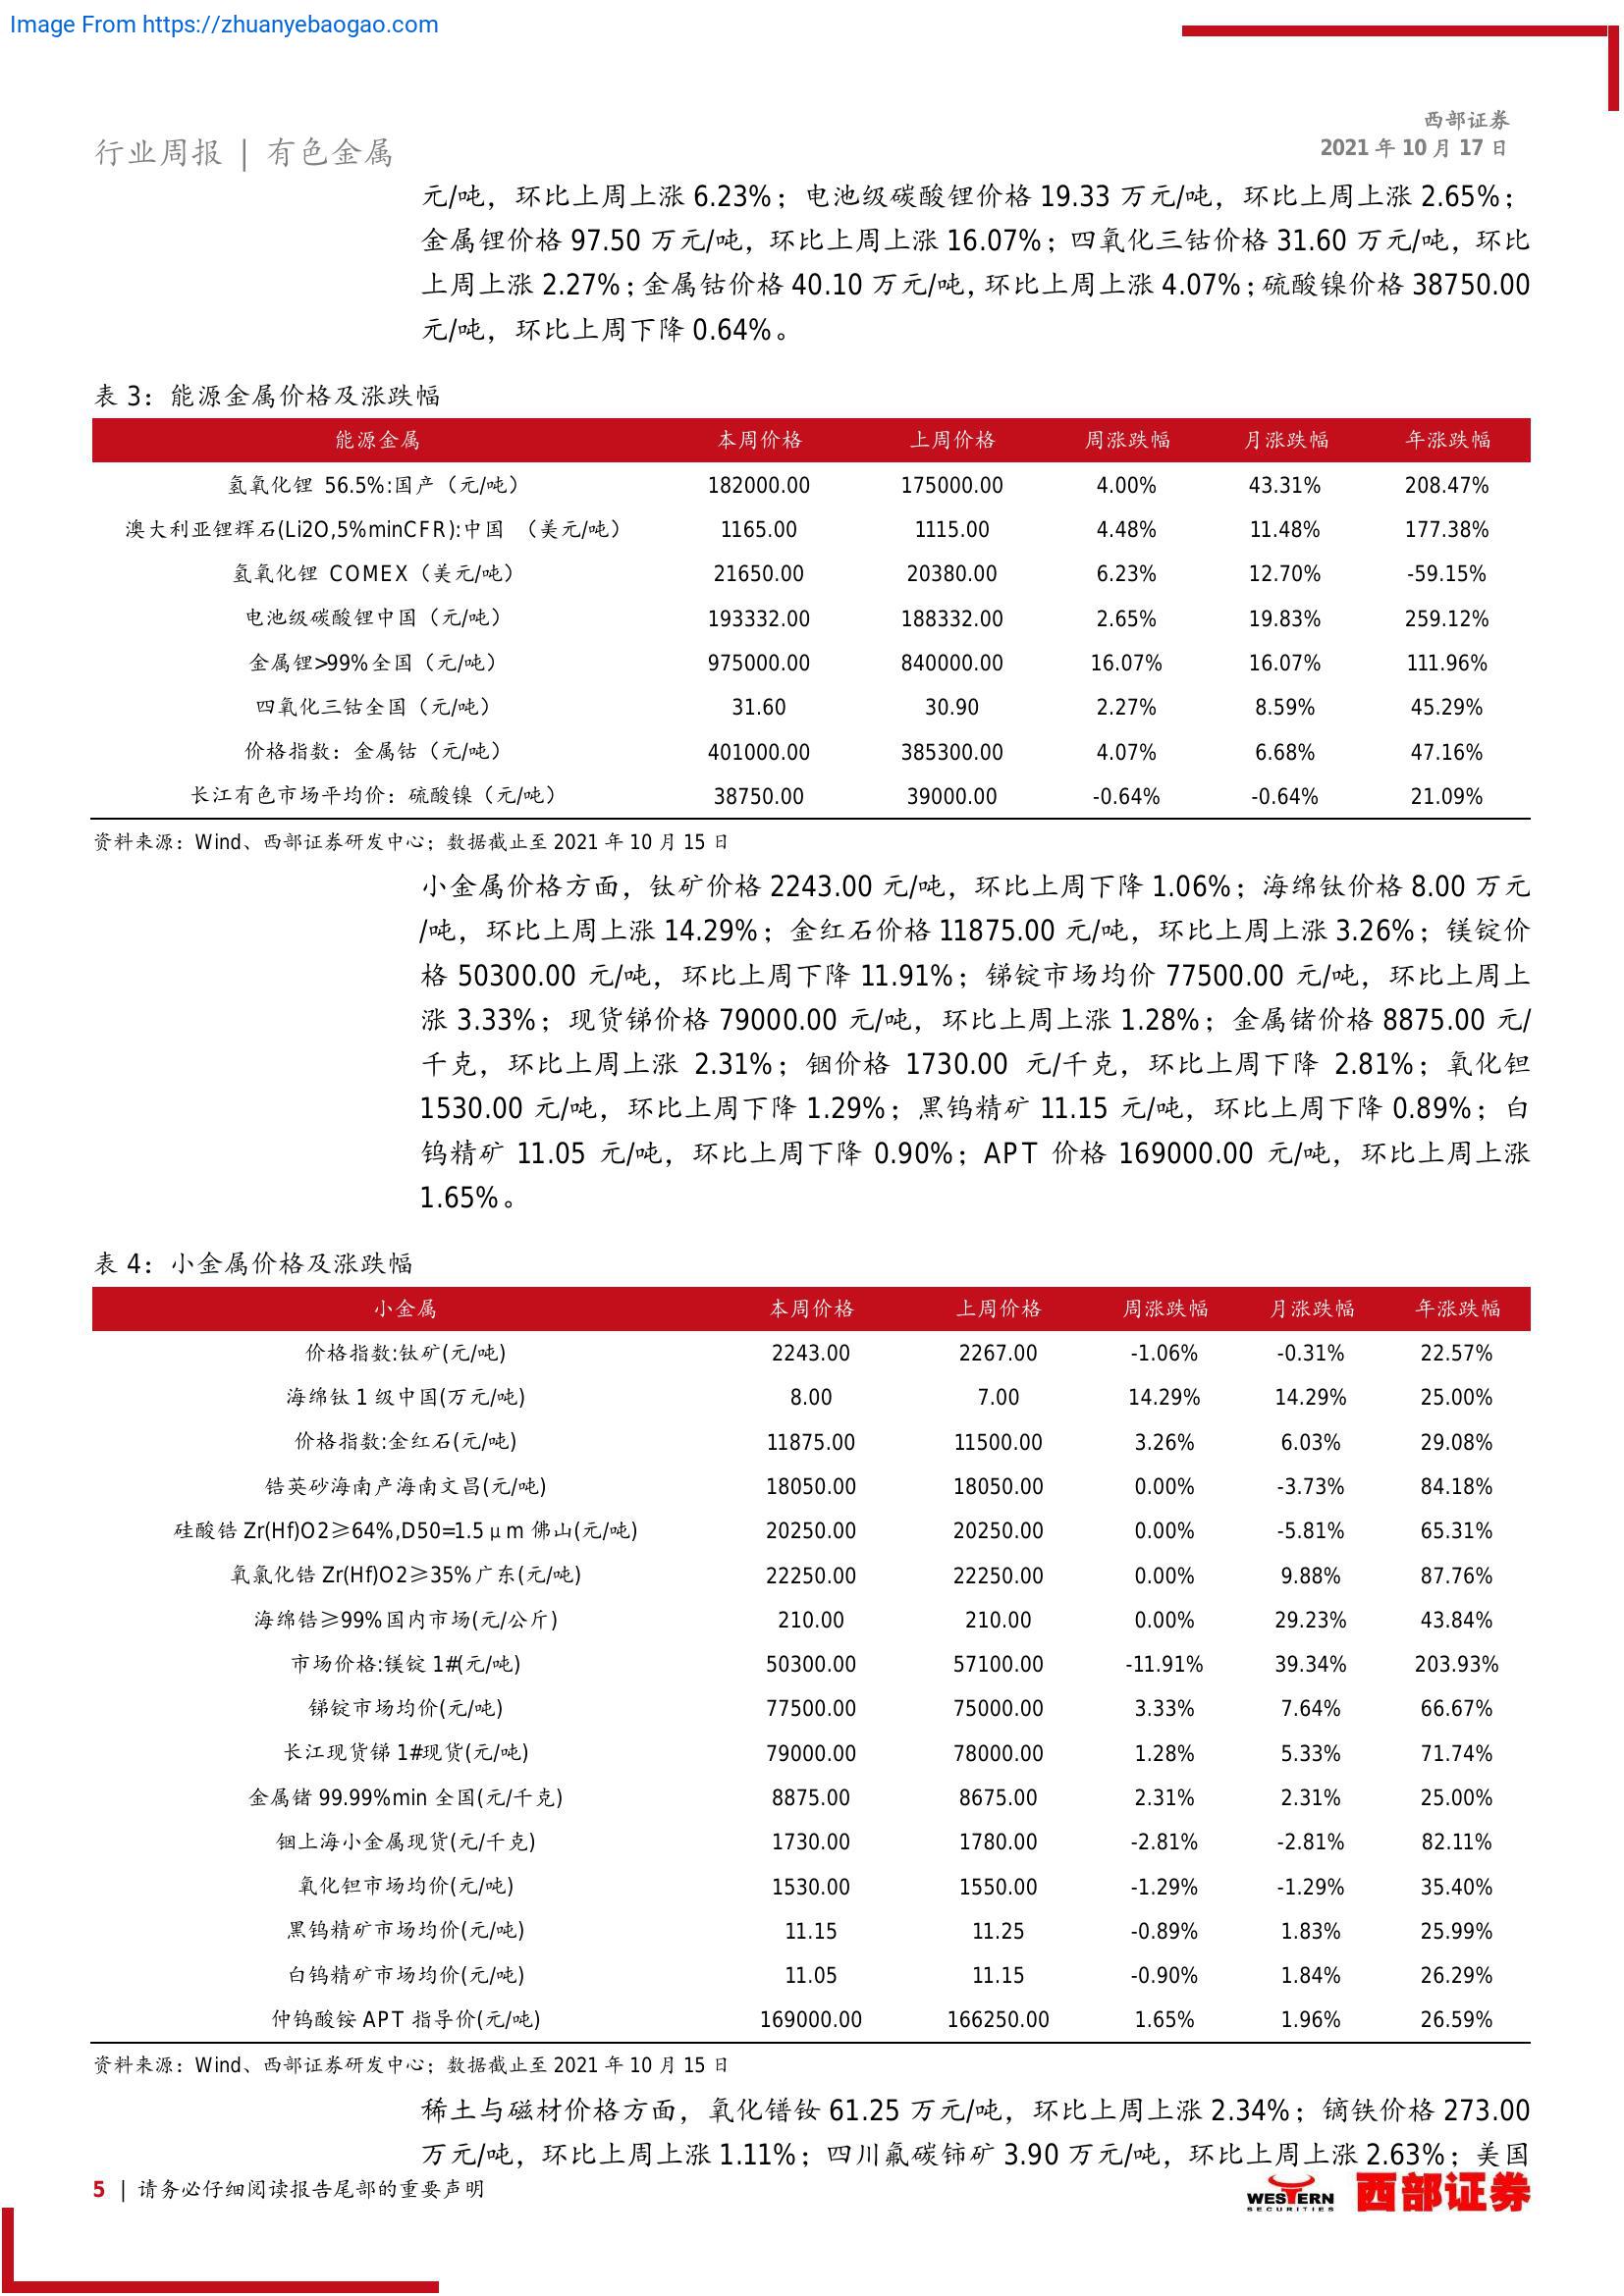 Image From https://zhuanyebaogao.com
西部证券
2021 年 10 月 17 日
行业周报 | 有色金属
元/吨，环比上周上涨 6.23%；电池级碳酸锂价格 19.33 万元/吨，环比上周上涨 2.65%；
金属锂价格 97.50 万元/吨，环比上周上涨 16.07%；四氧化三钴价格 31.60 万元/吨，环比
上周上涨 2.27%；金属钴价格 40.10 万元/吨，环比上周上涨 4.07%；硫酸镍价格 38750.00
元/吨，环比上周下降 0.64%。
表 3：能源金属价格及涨跌幅
能源金属 本周价格 上周价格 周涨跌幅 月涨跌幅 年涨跌幅
氢氧化锂 56.5%:国产（元/吨） 182000.00 175000.00 4.00% 43.31% 208.47%
澳大利亚锂辉石(Li2O,5%minCFR):中国 （美元/吨） 1165.00 1115.00 4.48% 11.48% 177.38%
氢氧化锂 COMEX（美元/吨） 21650.00 20380.00 6.23% 12.70% -59.15%
电池级碳酸锂中国（元/吨） 193332.00 188332.00 2.65% 19.83% 259.12%
金属锂>99%全国（元/吨） 975000.00 840000.00 16.07% 16.07% 111.96%
四氧化三钴全国（元/吨） 31.60 30.90 2.27% 8.59% 45.29%
价格指数：金属钴（元/吨） 401000.00 385300.00 4.07% 6.68% 47.16%
长江有色市场平均价：硫酸镍（元/吨） 38750.00 39000.00 -0.64% -0.64% 21.09%
资料来源：Wind、西部证券研发中心；数据截止至 2021 年 10 月 15 日
小金属价格方面，钛矿价格 2243.00 元/吨，环比上周下降 1.06%；海绵钛价格 8.00 万元
/吨，环比上周上涨 14.29%；金红石价格 11875.00 元/吨，环比上周上涨 3.26%；镁锭价
格 50300.00 元/吨，环比上周下降 11.91%；锑锭市场均价 77500.00 元/吨，环比上周上
涨 3.33%；现货锑价格 79000.00 元/吨，环比上周上涨 1.28%；金属锗价格 8875.00 元/
千克，环比上周上涨 2.31%；铟价格 1730.00 元/千克，环比上周下降 2.81%；氧化钽
1530.00 元/吨，环比上周下降 1.29%；黑钨精矿 11.15 元/吨，环比上周下降 0.89%；白
钨精矿 11.05 元/吨，环比上周下降 0.90%；APT 价格 169000.00 元/吨，环比上周上涨
1.65%。
表 4：小金属价格及涨跌幅
小金属 本周价格 上周价格 周涨跌幅 月涨跌幅 年涨跌幅
价格指数:钛矿(元/吨) 2243.00 2267.00 -1.06% -0.31% 22.57%
海绵钛 1 级中国(万元/吨) 8.00 7.00 14.29% 14.29% 25.00%
价格指数:金红石(元/吨) 11875.00 11500.00 3.26% 6.03% 29.08%
锆英砂海南产海南文昌(元/吨) 18050.00 18050.00 0.00% -3.73% 84.18%
硅酸锆 Zr(Hf)O2≥64%,D50=1.5μm 佛山(元/吨) 20250.00 20250.00 0.00% -5.81% 65.31%
氧氯化锆 Zr(Hf)O2≥35%广东(元/吨) 22250.00 22250.00 0.00% 9.88% 87.76%
海绵锆≥99%国内市场(元/公斤) 210.00 210.00 0.00% 29.23% 43.84%
市场价格:镁锭 1#(元/吨) 50300.00 57100.00 -11.91% 39.34% 203.93%
锑锭市场均价(元/吨) 77500.00 75000.00 3.33% 7.64% 66.67%
长江现货锑 1#现货(元/吨) 79000.00 78000.00 1.28% 5.33% 71.74%
金属锗 99.99%min 全国(元/千克) 8875.00 8675.00 2.31% 2.31% 25.00%
铟上海小金属现货(元/千克) 1730.00 1780.00 -2.81% -2.81% 82.11%
氧化钽市场均价(元/吨) 1530.00 1550.00 -1.29% -1.29% 35.40%
黑钨精矿市场均价(元/吨) 11.15 11.25 -0.89% 1.83% 25.99%
白钨精矿市场均价(元/吨) 11.05 11.15 -0.90% 1.84% 26.29%
仲钨酸铵 APT 指导价(元/吨) 169000.00 166250.00 1.65% 1.96% 26.59%
资料来源：Wind、西部证券研发中心；数据截止至 2021 年 10 月 15 日
稀土与磁材价格方面，氧化镨钕 61.25 万元/吨，环比上周上涨 2.34%；镝铁价格 273.00
万元/吨，环比上周上涨 1.11%；四川氟碳铈矿 3.90 万元/吨，环比上周上涨 2.63%；美国
5 | 请务必仔细阅读报告尾部的重要声明
WESTERN
SECURITIES
西部证券